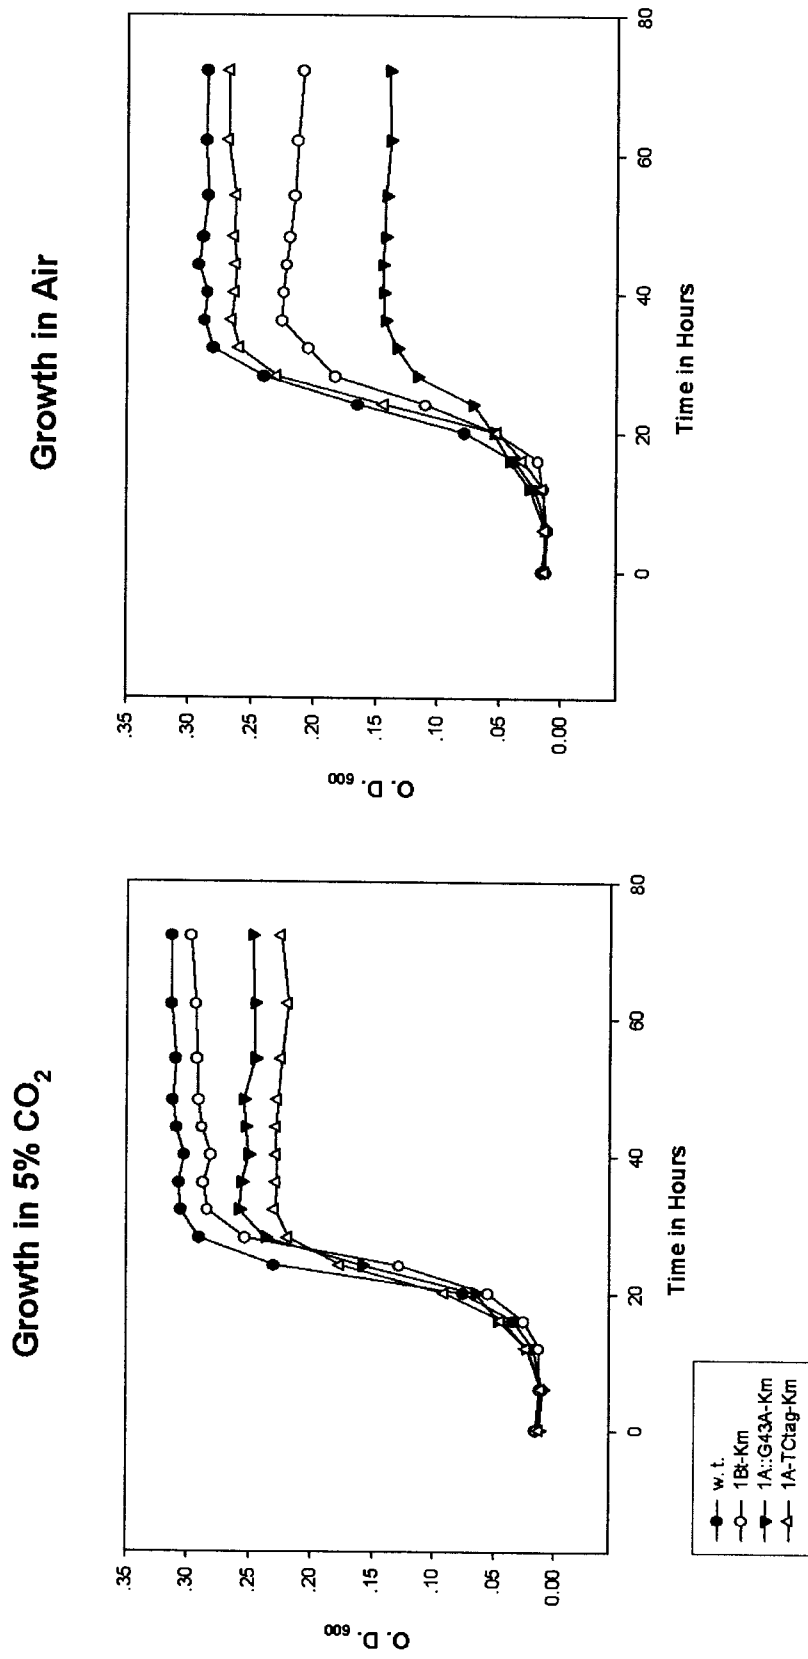 Growth in 5% CO2
O. D. 600
.35
.30
.25
.20
.15
.10
.05
0.00
0
20
40
60
80
Time in Hours
w. t.
1Bt-Km
1A::G43A-Km
1A-TCtag-Km
Growth in Air
O. D. 600
.35
.30
.25
.20
.15
.10
.05
0.00
0
20
40
60
80
Time in Hours